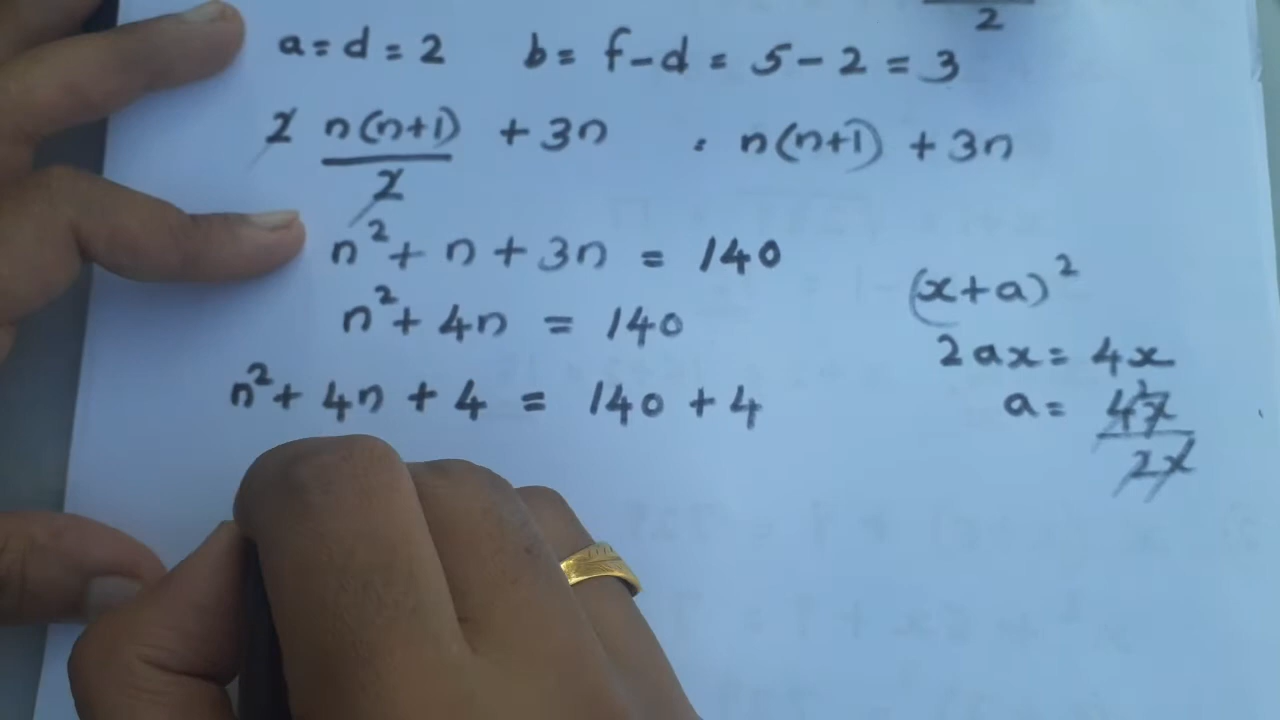 2
a = d = 2 b = f - d = 5 - 2 = 3
2 n(n+1)/2 + 3n = n(n+1) + 3n
n² + n + 3n = 140
n² + 4n = 140
n² + 4n + 4 = 140 + 4
(x+a)²
2ax = 4x
a = 4x/2x